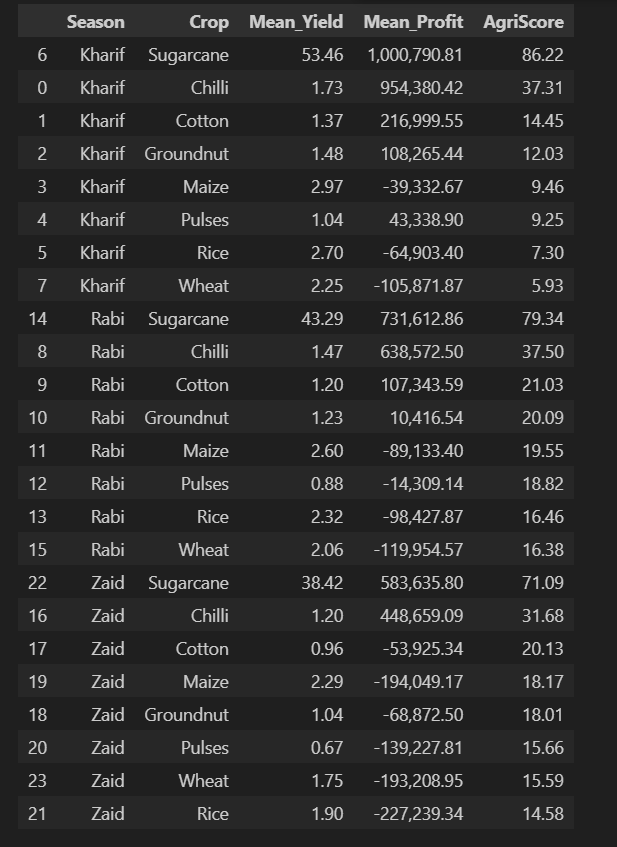 Season Crop Mean_Yield Mean_Profit AgriScore
6 Kharif Sugarcane 53.46 1,000,790.81 86.22
0 Kharif Chilli 1.73 954,380.42 37.31
1 Kharif Cotton 1.37 216,999.55 14.45
2 Kharif Groundnut 1.48 108,265.44 12.03
3 Kharif Maize 2.97 -39,332.67 9.46
4 Kharif Pulses 1.04 43,338.90 9.25
5 Kharif Rice 2.70 -64,903.40 7.30
7 Kharif Wheat 2.25 -105,871.87 5.93
14 Rabi Sugarcane 43.29 731,612.86 79.34
8 Rabi Chilli 1.47 638,572.50 37.50
9 Rabi Cotton 1.20 107,343.59 21.03
10 Rabi Groundnut 1.23 10,416.54 20.09
11 Rabi Maize 2.60 -89,133.40 19.55
12 Rabi Pulses 0.88 -14,309.14 18.82
13 Rabi Rice 2.32 -98,427.87 16.46
15 Rabi Wheat 2.06 -119,954.57 16.38
22 Zaid Sugarcane 38.42 583,635.80 71.09
16 Zaid Chilli 1.20 448,659.09 31.68
17 Zaid Cotton 0.96 -53,925.34 20.13
19 Zaid Maize 2.29 -194,049.17 18.17
18 Zaid Groundnut 1.04 -68,872.50 18.01
20 Zaid Pulses 0.67 -139,227.81 15.66
23 Zaid Wheat 1.75 -193,208.95 15.59
21 Zaid Rice 1.90 -227,239.34 14.58